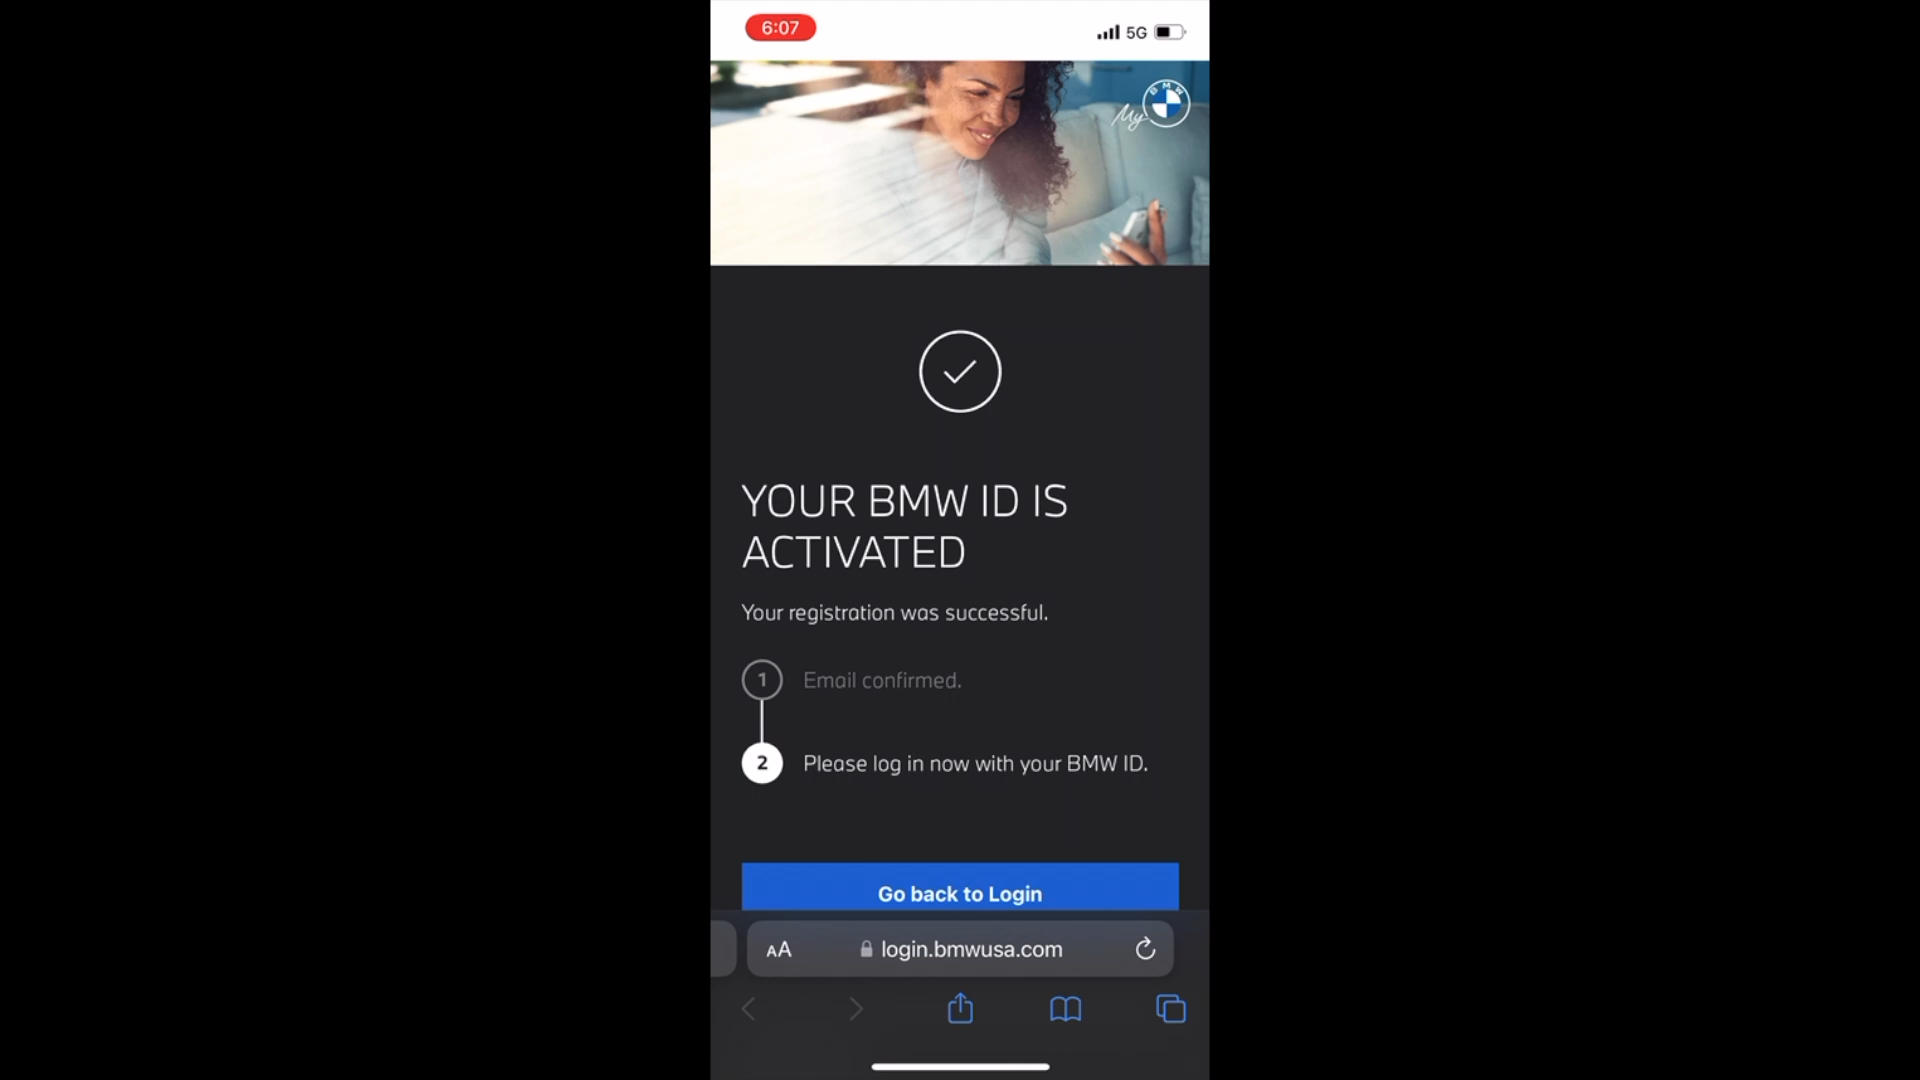 6:07
5G
My BMW
YOUR BMW ID IS
ACTIVATED
Your registration was successful.
1 Email confirmed.
2 Please log in now with your BMW ID.
Go back to Login
AA login.bmwusa.com